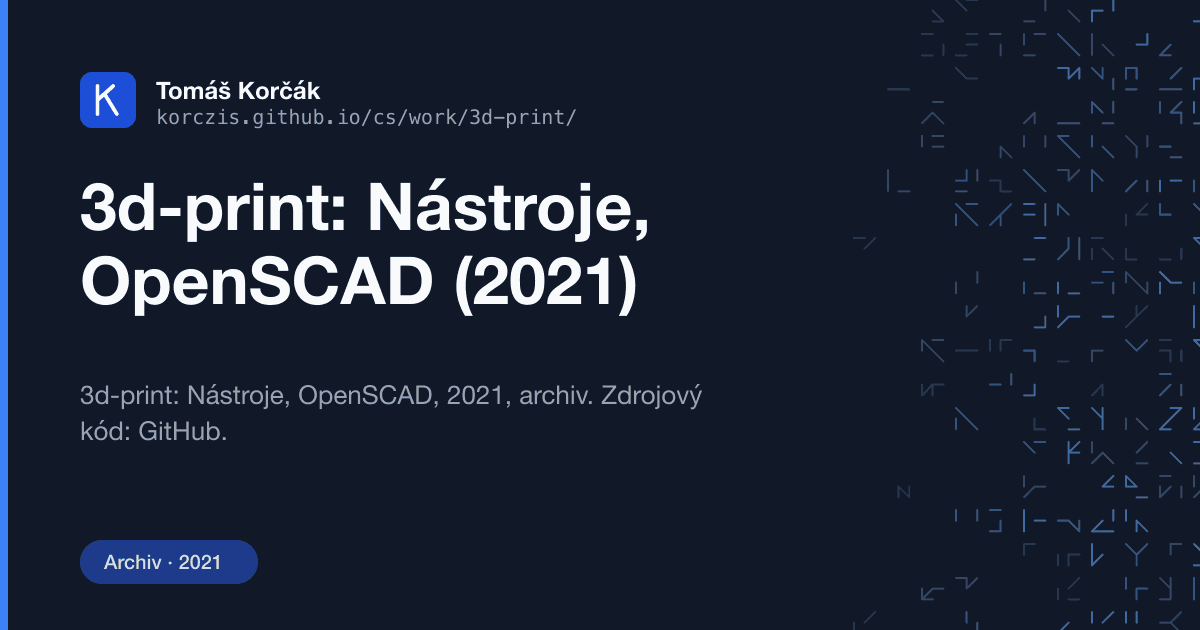 K
Tomáš Korčák
korczis.github.io/cs/work/3d-print/
3d-print: Nástroje,
OpenSCAD (2021)
3d-print: Nástroje, OpenSCAD, 2021, archiv. Zdrojový
kód: GitHub.
Archiv · 2021